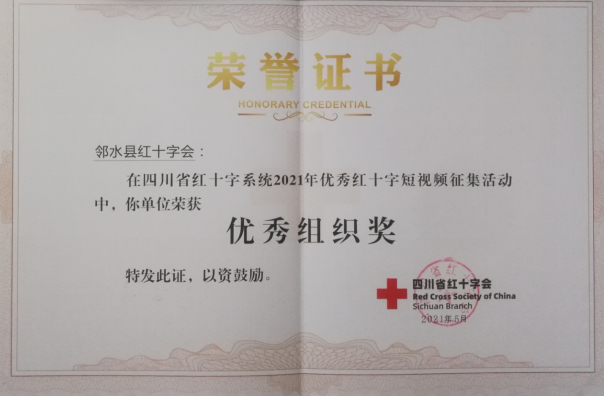 荣誉证书
HONORARY CREDENTIAL
邻水县红十字会：
在四川省红十字系统2021年优秀红十字短视频征集活动
中，你单位荣获
优秀组织奖
特发此证，以资鼓励。
四川省红十字会
Red Cross Society of China
Sichuan Branch
2021年5月